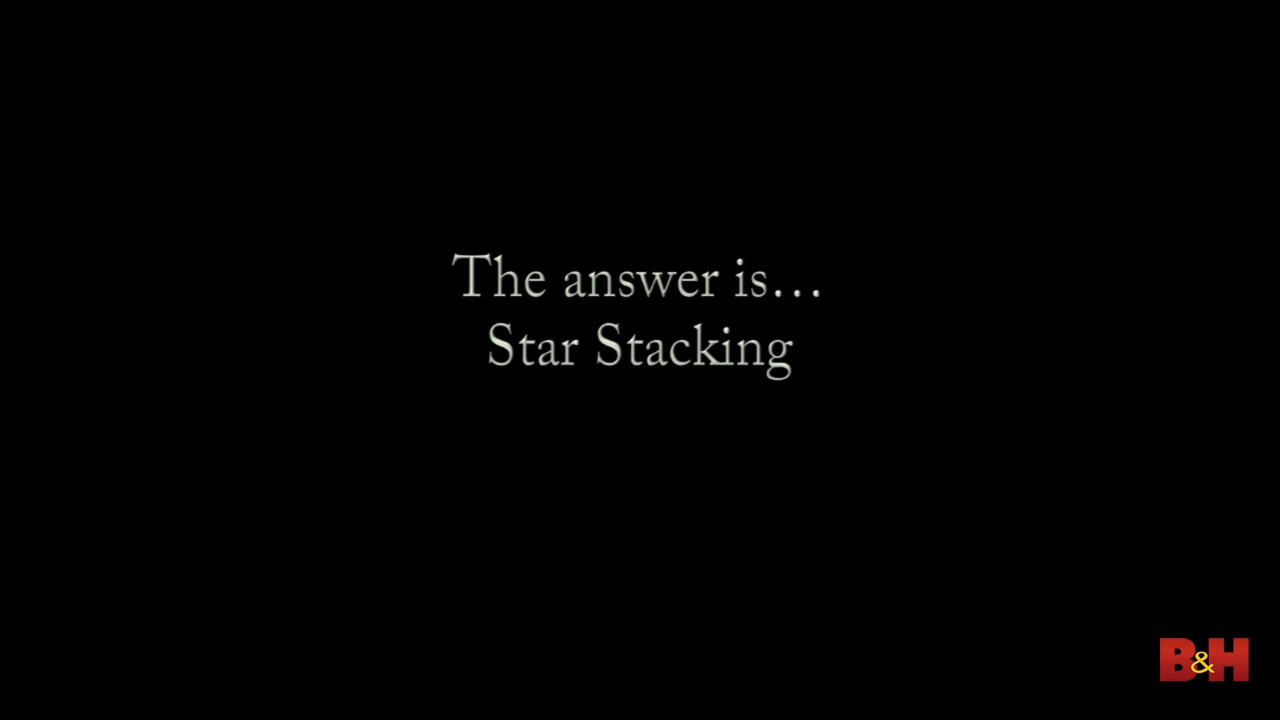 The answer is…
Star Stacking
B&H